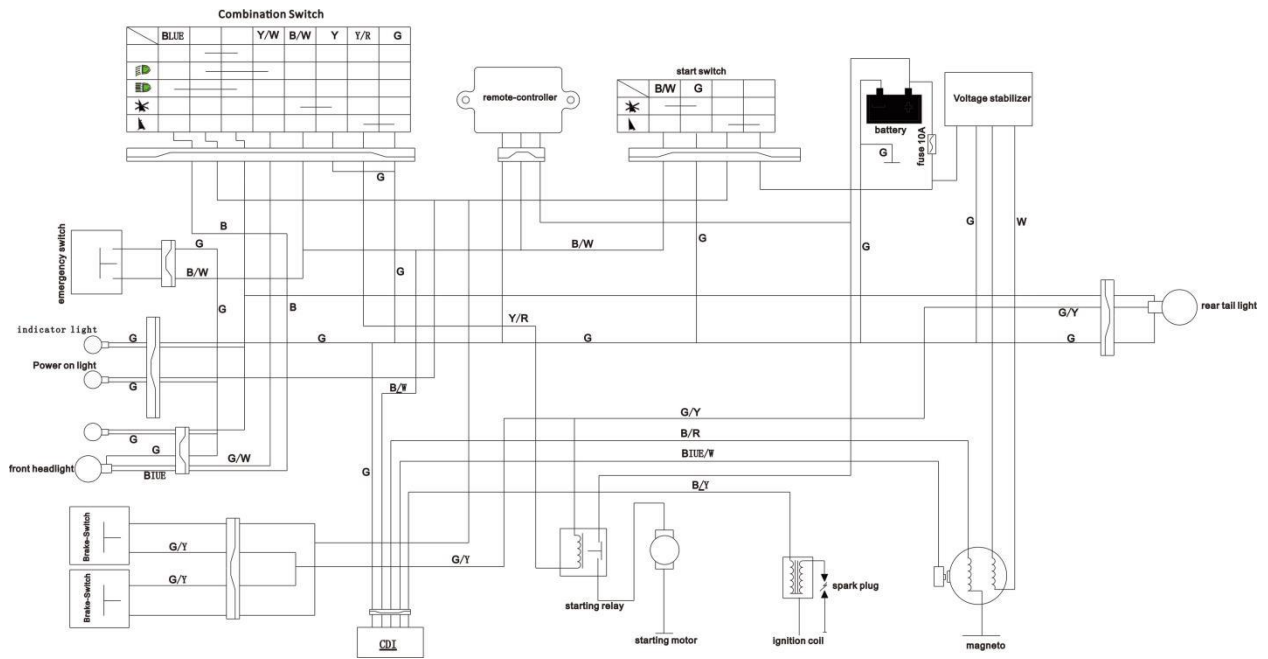 Combination Switch
BLUE Y/W B/W Y Y/R G
remote-controller
start switch
B/W G
battery
fuse 10A
Voltage stabilizer
G
G
B
emergency switch
G
B/W
B/W
G
G
G
W
G
G
B
Y/R
G/Y
rear tail light
indicator light
G
G
G
G
Power on light
G
B/W
G/Y
G
B/R
G
G/W
front headlight
BIUE
BIUE/W
G
B/Y
Brake-Switch
G/Y
G/Y
Brake-Switch
G/Y
spark plug
starting relay
CDI
starting motor
ignition coil
magneto